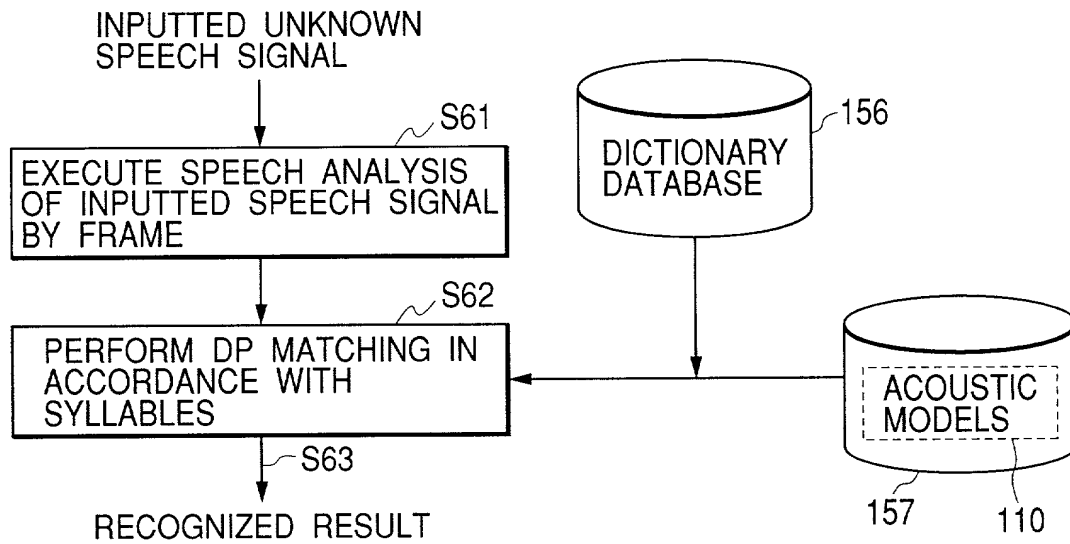 INPUTTED UNKNOWN
SPEECH SIGNAL
S61
EXECUTE SPEECH ANALYSIS
OF INPUTTED SPEECH SIGNAL
BY FRAME
S62
PERFORM DP MATCHING IN
ACCORDANCE WITH
SYLLABLES
S63
RECOGNIZED RESULT
DICTIONARY
DATABASE
156
ACOUSTIC
MODELS
157
110